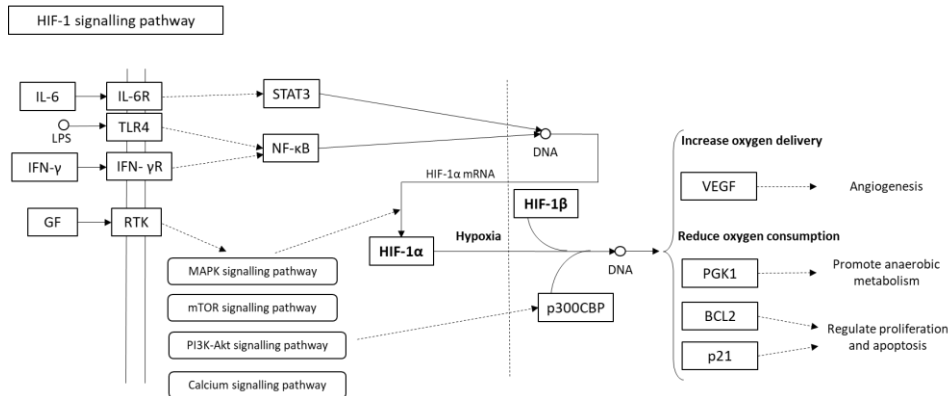 HIF-1 signalling pathway
IL-6
IL-6R
STAT3
LPS
TLR4
NF-κB
DNA
IFN-γ
IFN- γR
HIF-1α mRNA
GF
RTK
HIF-1β
HIF-1α
Hypoxia
DNA
p300CBP
MAPK signalling pathway
mTOR signalling pathway
PI3K-Akt signalling pathway
Calcium signalling pathway
Increase oxygen delivery
VEGF
Angiogenesis
Reduce oxygen consumption
PGK1
Promote anaerobic
metabolism
BCL2
p21
Regulate proliferation
and apoptosis